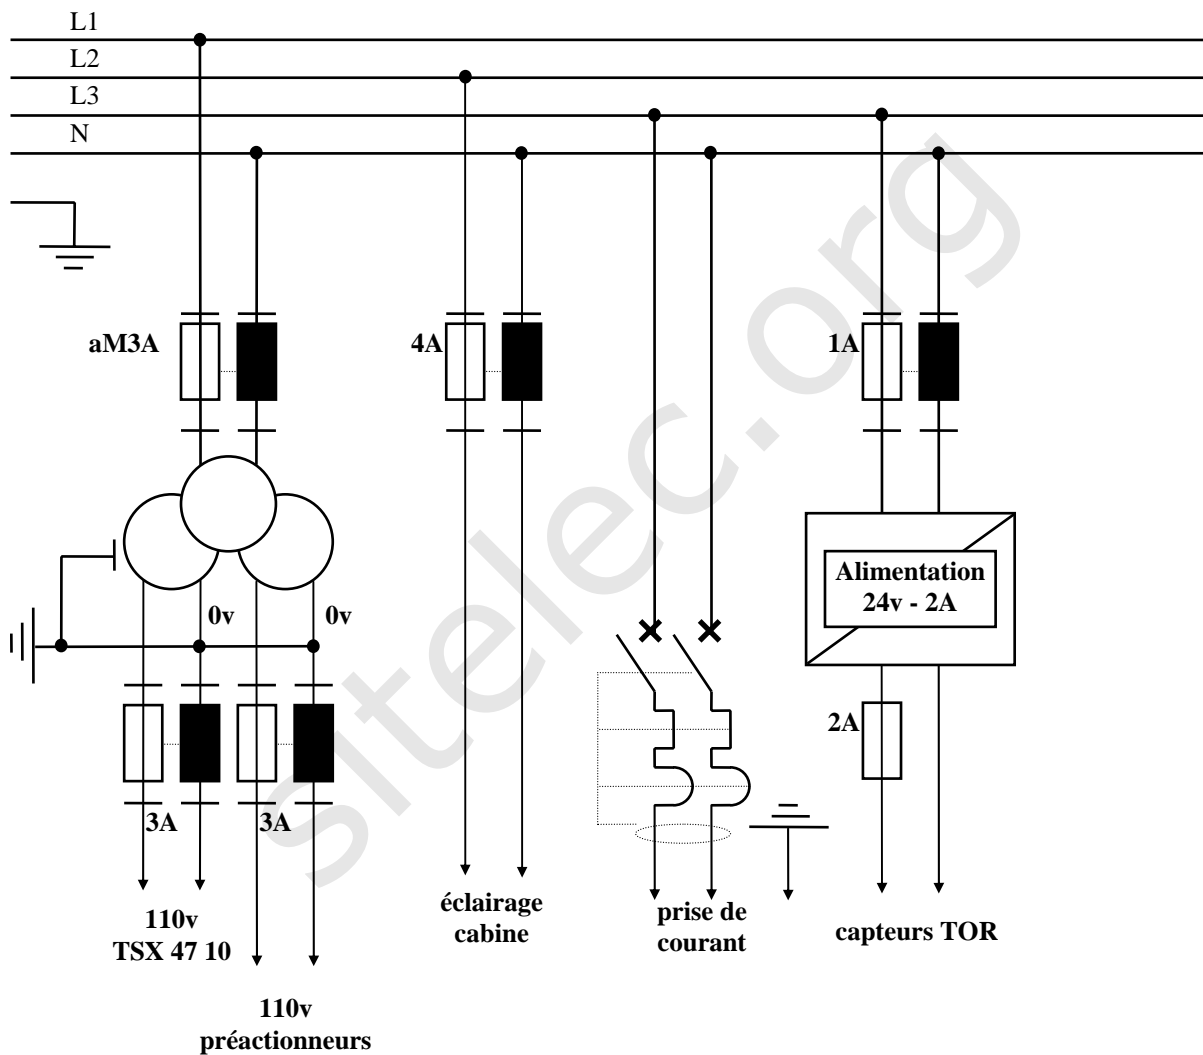 L1
L2
L3
N
aM3A
4A
1A
Alimentation
24v - 2A
0v
0v
2A
3A
3A
110v
TSX 47 10
éclairage
cabine
prise de
courant
capteurs TOR
110v
préactionneurs
sitelec.org